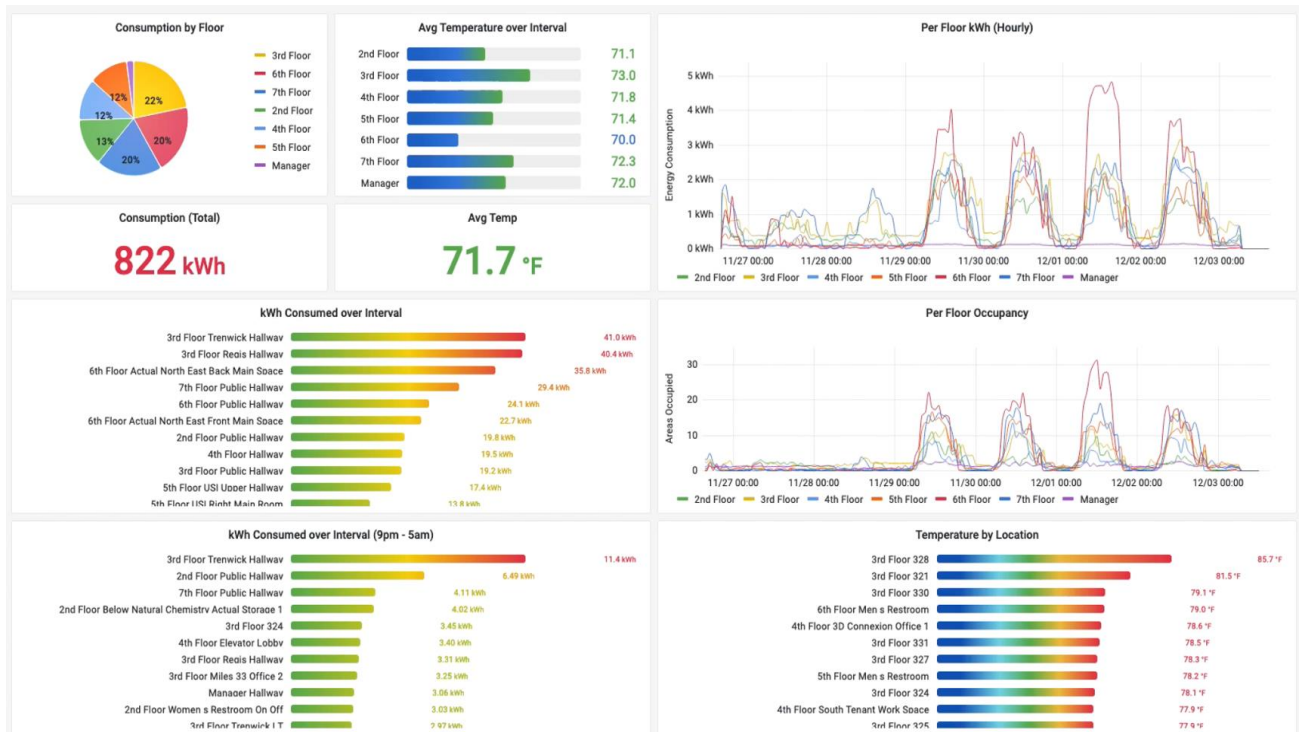 Consumption by Floor
22%
20%
20%
13%
12%
12%
3rd Floor
6th Floor
7th Floor
2nd Floor
4th Floor
5th Floor
Manager
Avg Temperature over Interval
2nd Floor 71.1
3rd Floor 73.0
4th Floor 71.8
5th Floor 71.4
6th Floor 70.0
7th Floor 72.3
Manager 72.0
Per Floor kWh (Hourly)
Energy Consumption
5 kWh
4 kWh
3 kWh
2 kWh
1 kWh
0 kWh
11/27 00:00 11/28 00:00 11/29 00:00 11/30 00:00 12/01 00:00 12/02 00:00 12/03 00:00
2nd Floor 3rd Floor 4th Floor 5th Floor 6th Floor 7th Floor Manager
Consumption (Total)
822 kWh
Avg Temp
71.7 °F
kWh Consumed over Interval
3rd Floor Trenwick Hallway 41.0 kWh
3rd Floor Regis Hallway 40.4 kWh
6th Floor Actual North East Back Main Space 35.8 kWh
7th Floor Public Hallway 29.4 kWh
6th Floor Public Hallway 24.1 kWh
6th Floor Actual North East Front Main Space 22.7 kWh
2nd Floor Public Hallway 19.8 kWh
4th Floor Hallway 19.5 kWh
3rd Floor Public Hallway 19.2 kWh
5th Floor USI Upper Hallway 17.4 kWh
5th Floor USI Right Main Room 13.8 kWh
Per Floor Occupancy
Areas Occupied
30
20
10
0
11/27 00:00 11/28 00:00 11/29 00:00 11/30 00:00 12/01 00:00 12/02 00:00 12/03 00:00
2nd Floor 3rd Floor 4th Floor 5th Floor 6th Floor 7th Floor Manager
kWh Consumed over Interval (9pm - 5am)
3rd Floor Trenwick Hallway 11.4 kWh
2nd Floor Public Hallway 6.49 kWh
7th Floor Public Hallway 4.11 kWh
2nd Floor Below Natural Chemistry Actual Storage 1 4.02 kWh
3rd Floor 324 3.45 kWh
4th Floor Elevator Lobby 3.40 kWh
3rd Floor Regis Hallway 3.31 kWh
3rd Floor Miles 33 Office 2 3.25 kWh
Manager Hallway 3.06 kWh
2nd Floor Women s Restroom On Off 3.03 kWh
3rd Floor Trenwick LT 2.97 kWh
Temperature by Location
3rd Floor 328 85.7 °F
3rd Floor 321 81.5 °F
3rd Floor 330 79.1 °F
6th Floor Men s Restroom 79.0 °F
4th Floor 3D Connexion Office 1 78.6 °F
3rd Floor 331 78.5 °F
3rd Floor 327 78.3 °F
5th Floor Men s Restroom 78.2 °F
3rd Floor 324 78.1 °F
4th Floor South Tenant Work Space 77.9 °F
3rd Floor 325 77.9 °F